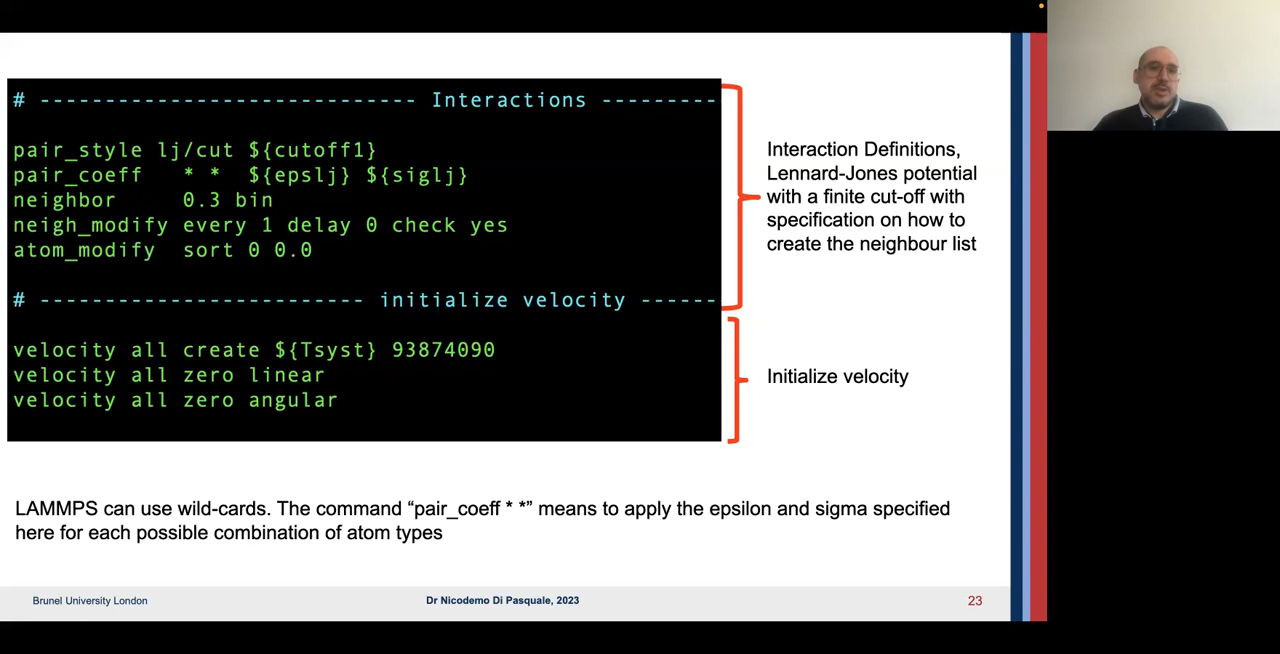 # ----------------------------- Interactions ---------
pair_style lj/cut ${cutoff1}
pair_coeff * * ${epslj} ${siglj}
neighbor 0.3 bin
neigh_modify every 1 delay 0 check yes
atom_modify sort 0 0.0
# ------------------------- initialize velocity ------
velocity all create ${Tsyst} 93874090
velocity all zero linear
velocity all zero angular
Interaction Definitions,
Lennard-Jones potential
with a finite cut-off with
specification on how to
create the neighbour list
Initialize velocity
LAMMPS can use wild-cards. The command “pair_coeff * *” means to apply the epsilon and sigma specified
here for each possible combination of atom types
Brunel University London
Dr Nicodemo Di Pasquale, 2023
23